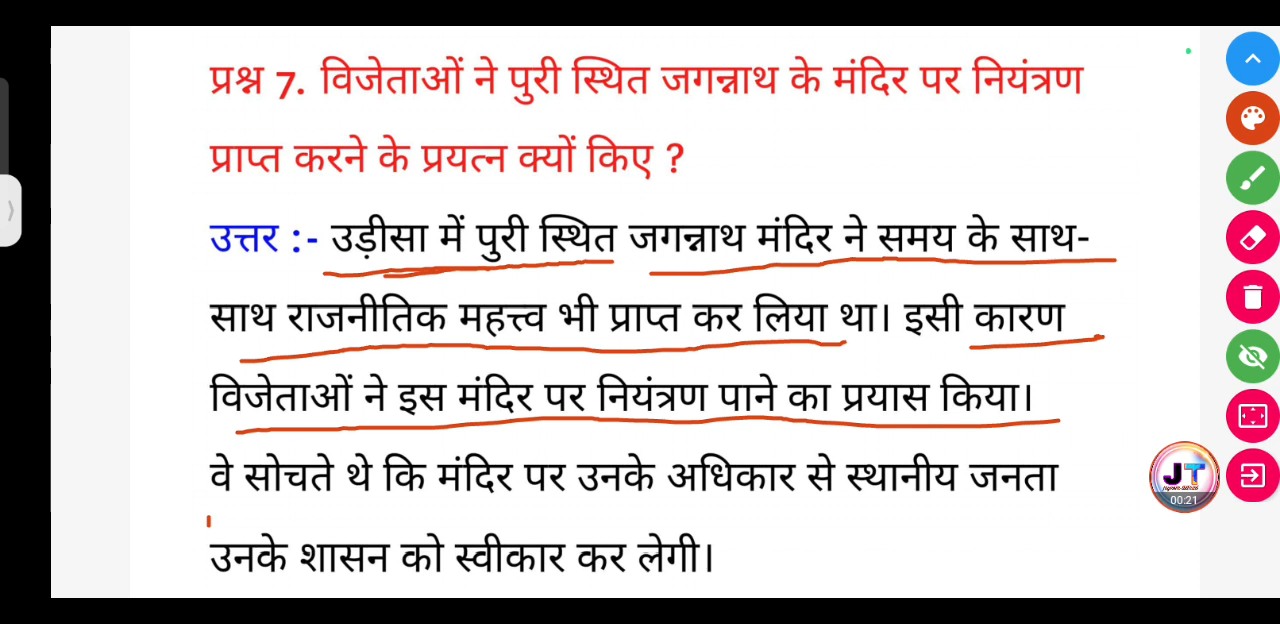 प्रश्न 7. विजेताओं ने पुरी स्थित जगन्नाथ के मंदिर पर नियंत्रण
प्राप्त करने के प्रयत्न क्यों किए ?
उत्तर :- उड़ीसा में पुरी स्थित जगन्नाथ मंदिर ने समय के साथ-
साथ राजनीतिक महत्त्व भी प्राप्त कर लिया था। इसी कारण
विजेताओं ने इस मंदिर पर नियंत्रण पाने का प्रयास किया।
वे सोचते थे कि मंदिर पर उनके अधिकार से स्थानीय जनता
उनके शासन को स्वीकार कर लेगी।
JT
00:21